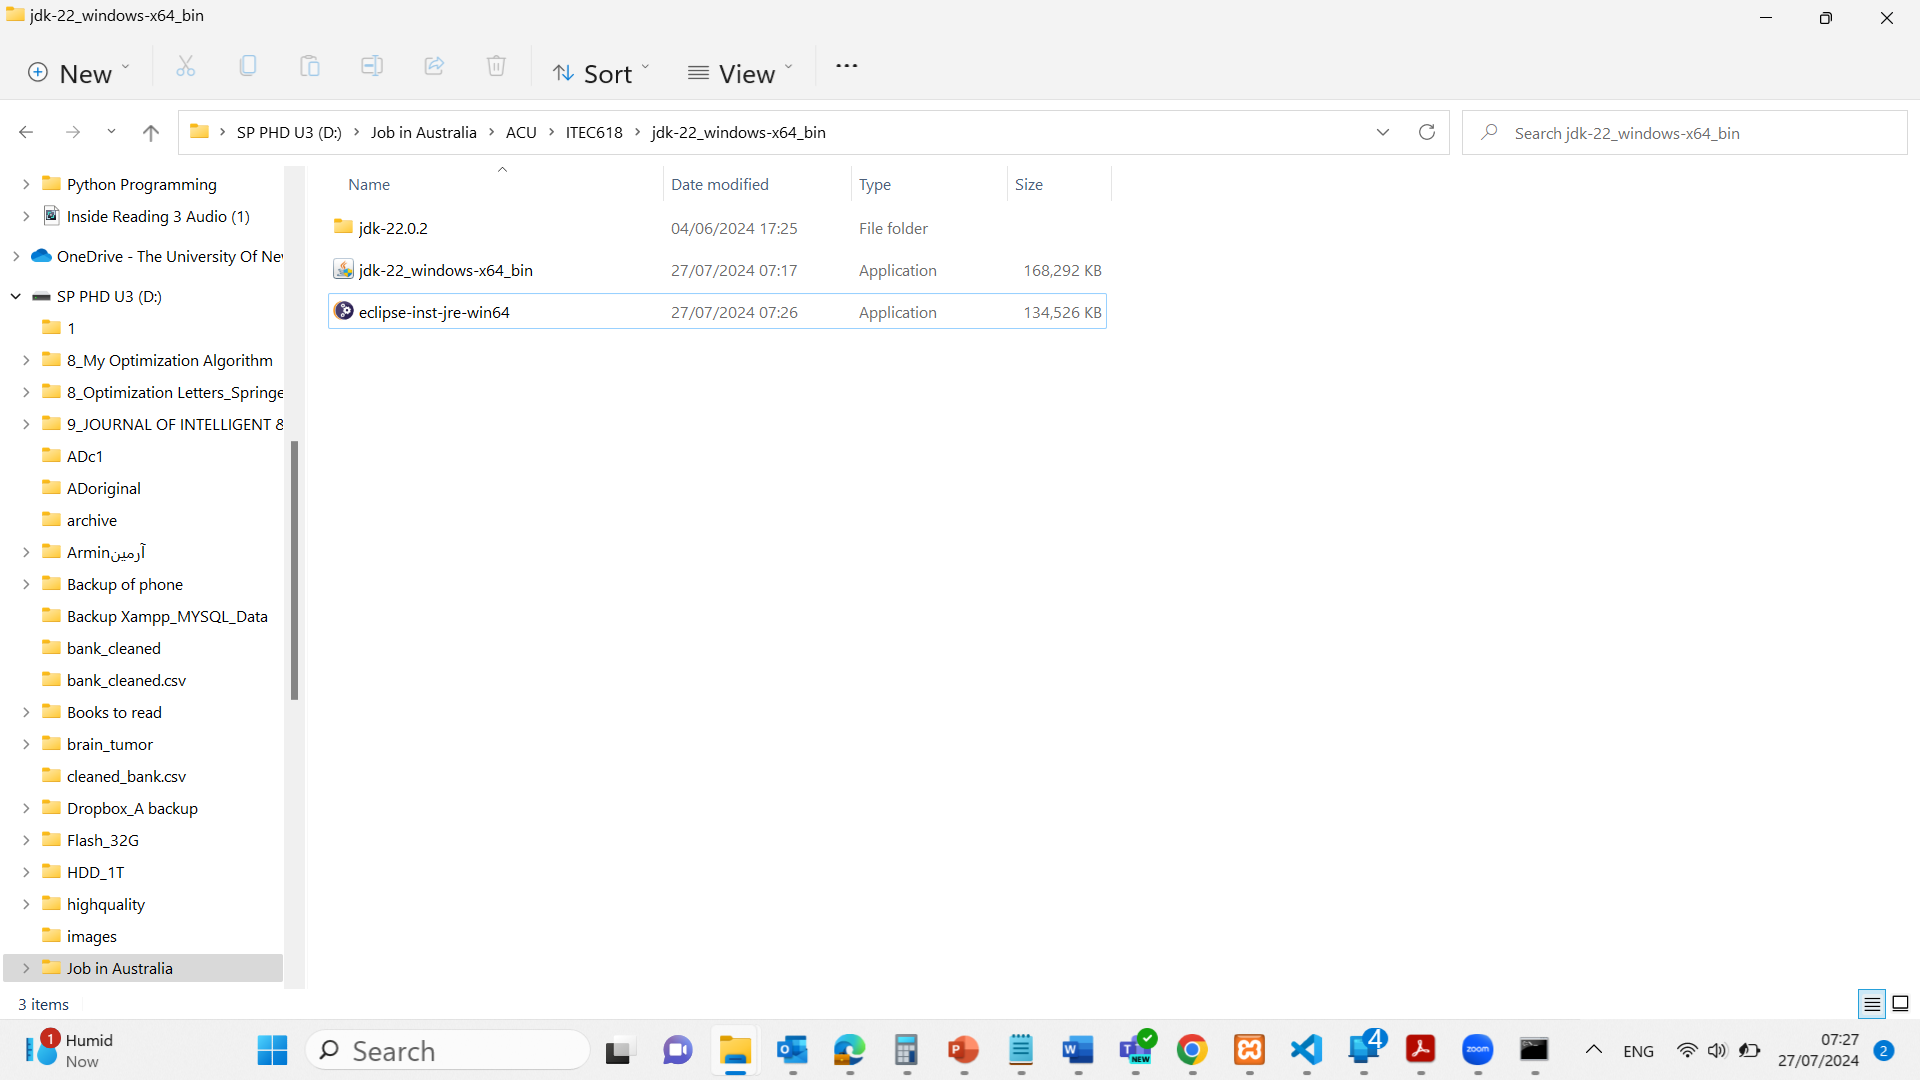 jdk-22_windows-x64_bin
New
Sort
View
SP PHD U3 (D:) Job in Australia ACU ITEC618 jdk-22_windows-x64_bin
Search jdk-22_windows-x64_bin
Python Programming
Inside Reading 3 Audio (1)
OneDrive - The University Of Nev
SP PHD U3 (D:)
1
8_My Optimization Algorithm
8_Optimization Letters_Springe
9_JOURNAL OF INTELLIGENT &
ADc1
ADoriginal
archive
Arminآرمین
Backup of phone
Backup Xampp_MYSQL_Data
bank_cleaned
bank_cleaned.csv
Books to read
brain_tumor
cleaned_bank.csv
Dropbox_A backup
Flash_32G
HDD_1T
highquality
images
Job in Australia
Name Date modified Type Size
jdk-22.0.2 04/06/2024 17:25 File folder
jdk-22_windows-x64_bin 27/07/2024 07:17 Application 168,292 KB
eclipse-inst-jre-win64 27/07/2024 07:26 Application 134,526 KB
3 items
1
Humid
Now
Search
P
W
T
NEW
4
zoom
ENG
07:27
27/07/2024
2